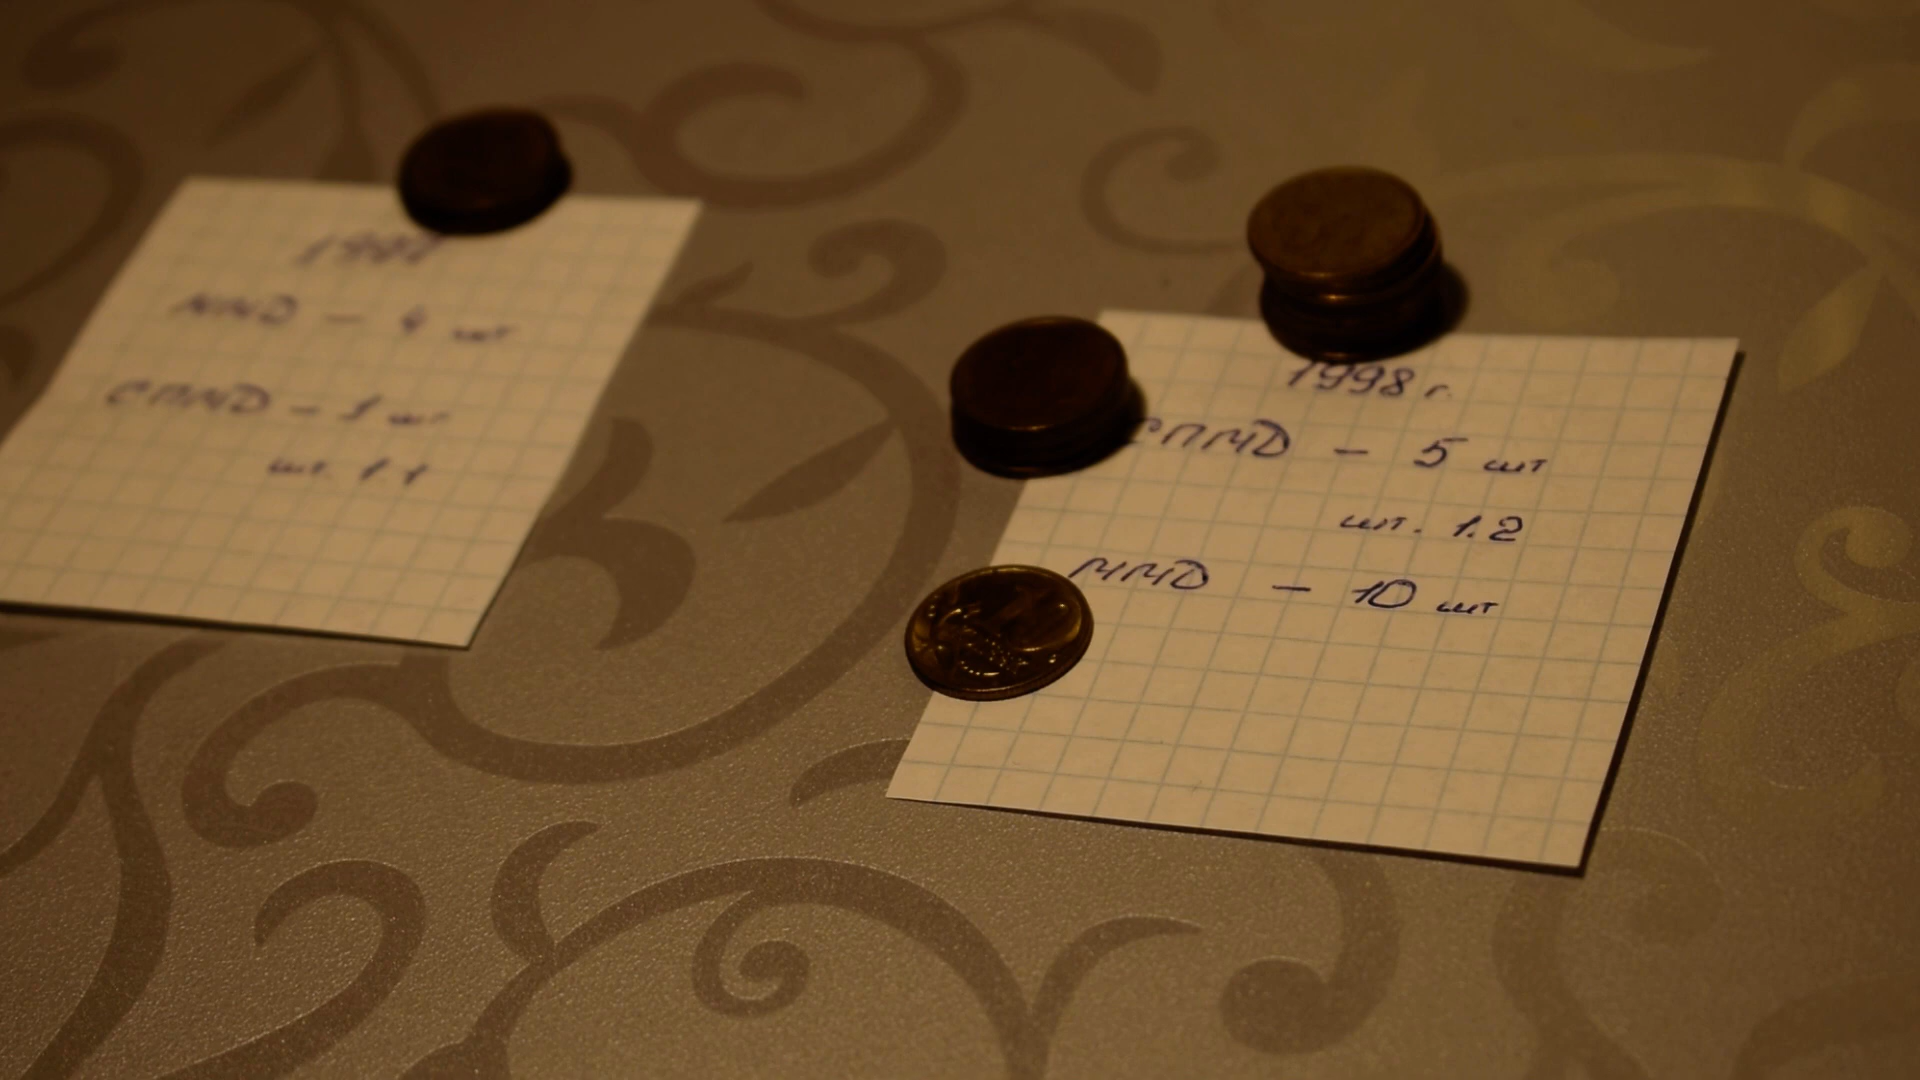 ММД - 4 шт
СПМД - 1 шт
шт. 1.1
1998 г.
СПМД - 5 шт
шт. 1.2
ММД - 10 шт